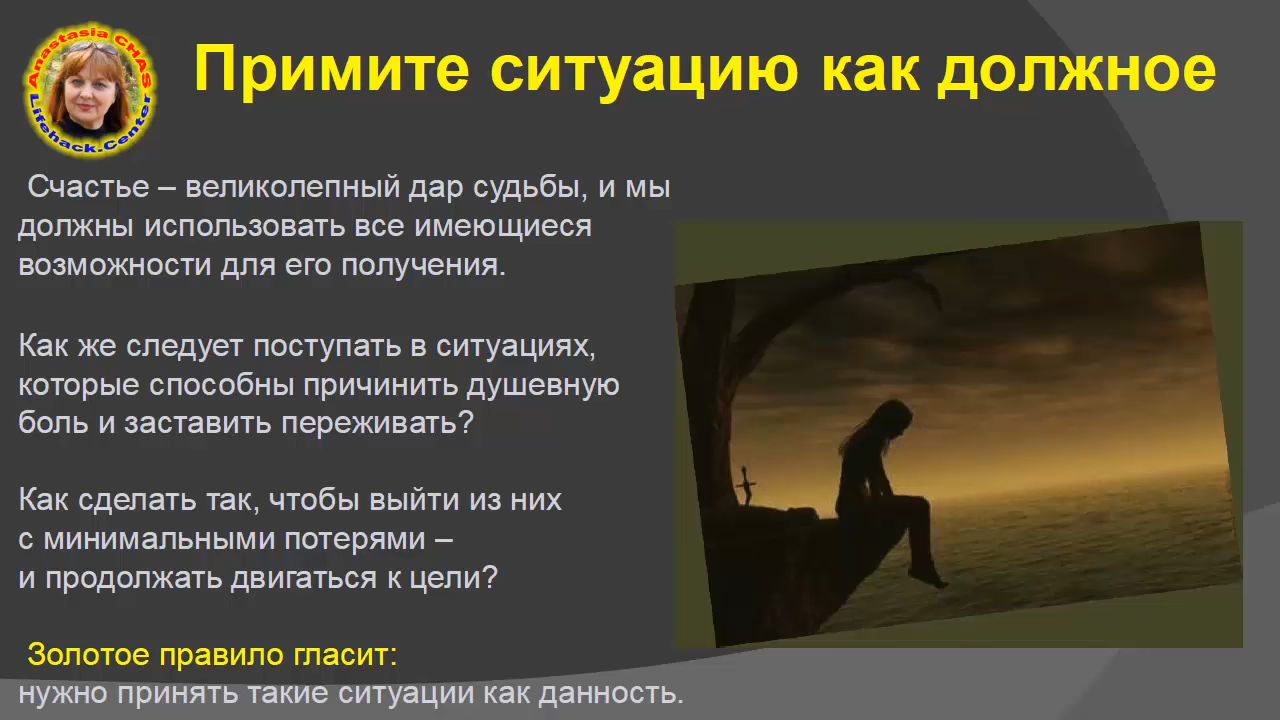 Anastasia CHAS
Lifehack.Center
Примите ситуацию как должное
Счастье – великолепный дар судьбы, и мы
должны использовать все имеющиеся
возможности для его получения.
Как же следует поступать в ситуациях,
которые способны причинить душевную
боль и заставить переживать?
Как сделать так, чтобы выйти из них
с минимальными потерями –
и продолжать двигаться к цели?
Золотое правило гласит:
нужно принять такие ситуации как данность.